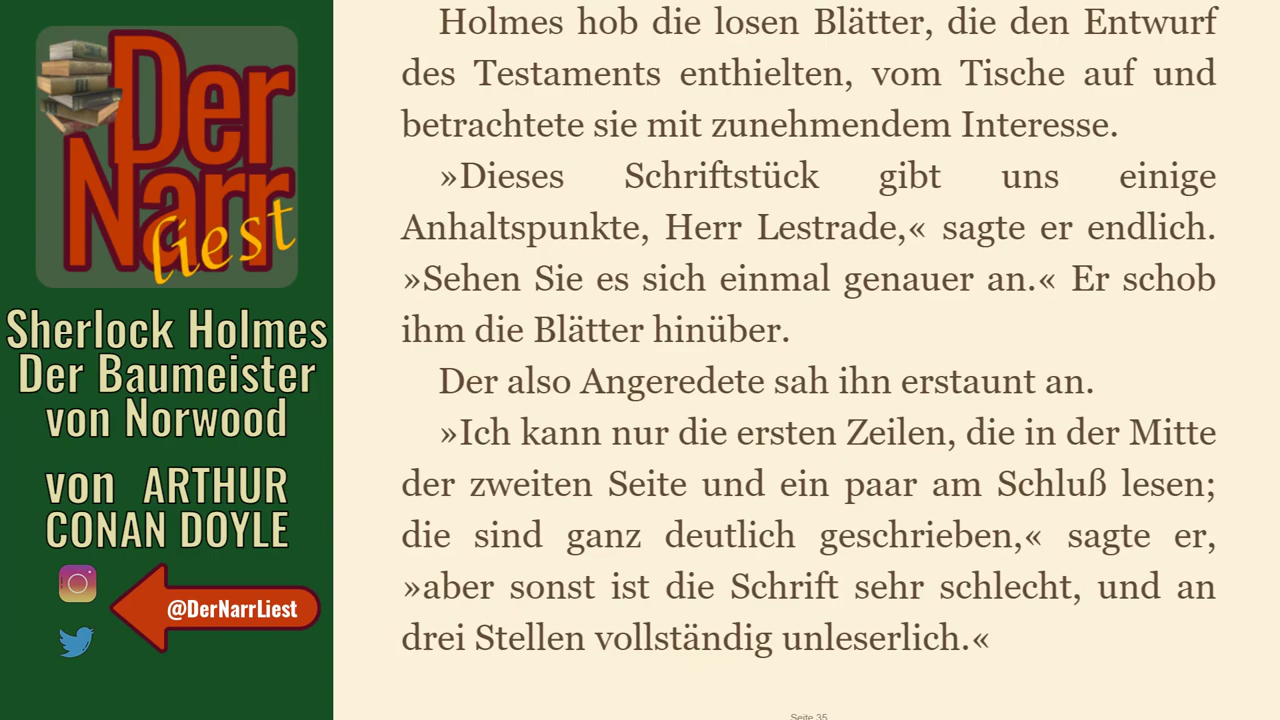 Der
Narr
liest
Sherlock Holmes
Der Baumeister
von Norwood
von ARTHUR
CONAN DOYLE
@DerNarrLiest
Holmes hob die losen Blätter, die den Entwurf
des Testaments enthielten, vom Tische auf und
betrachtete sie mit zunehmendem Interesse.
»Dieses Schriftstück gibt uns einige
Anhaltspunkte, Herr Lestrade,« sagte er endlich.
»Sehen Sie es sich einmal genauer an.« Er schob
ihm die Blätter hinüber.
Der also Angeredete sah ihn erstaunt an.
»Ich kann nur die ersten Zeilen, die in der Mitte
der zweiten Seite und ein paar am Schluß lesen;
die sind ganz deutlich geschrieben,« sagte er,
»aber sonst ist die Schrift sehr schlecht, und an
drei Stellen vollständig unleserlich.«
Seite 35